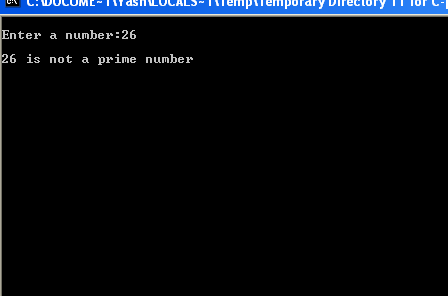 C:\DOCUME~1\Yash\LOCALS~1\Temp\Temporary Directory 11 for C-p
Enter a number:26
26 is not a prime number